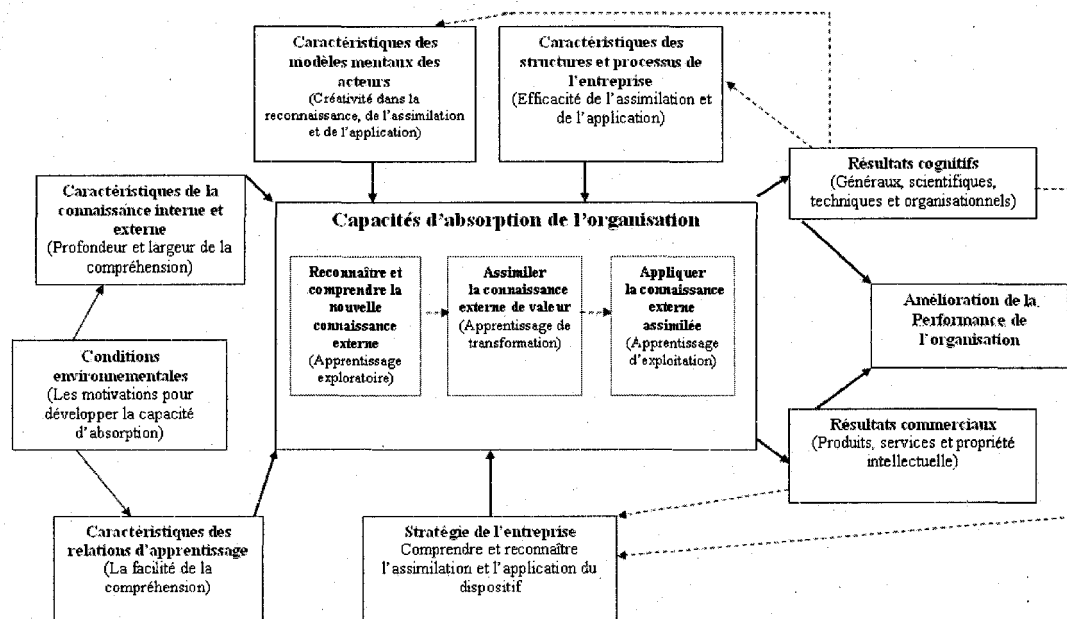 Caractéristiques des
modèles mentaux des
acteurs
(Créativité dans la
reconnaissance, de l'assimilation
et de l'application)
Caractéristiques des
structures et processus de
l'entreprise
(Efficacité de l'assimilation et
de l'application)
Caractéristiques de la
connaissance interne et
externe
(Profondeur et largeur de la
compréhension)
Conditions
environnementales
(Les motivations pour
développer la capacité
d'absorption)
Caractéristiques des
relations d'apprentissage
(La facilité de la
compréhension)
Capacités d'absorption de l'organisation
Reconnaître et
comprendre la
nouvelle
connaissance
externe
(Apprentissage
exploratoire)
Assimiler
la connaissance
externe de valeur
(Apprentissage de
transformation)
Appliquer
la connaissance
externe
assimilée
(Apprentissage
d'exploitation)
Stratégie de l'entreprise
Comprendre et reconnaître
l'assimilation et l'application du
dispositif
Résultats cognitifs
(Généraux, scientifiques,
techniques et organisationnels)
Amélioration de la
Performance de
l'organisation
Résultats commerciaux
(Produits, services et propriété
intellectuelle)